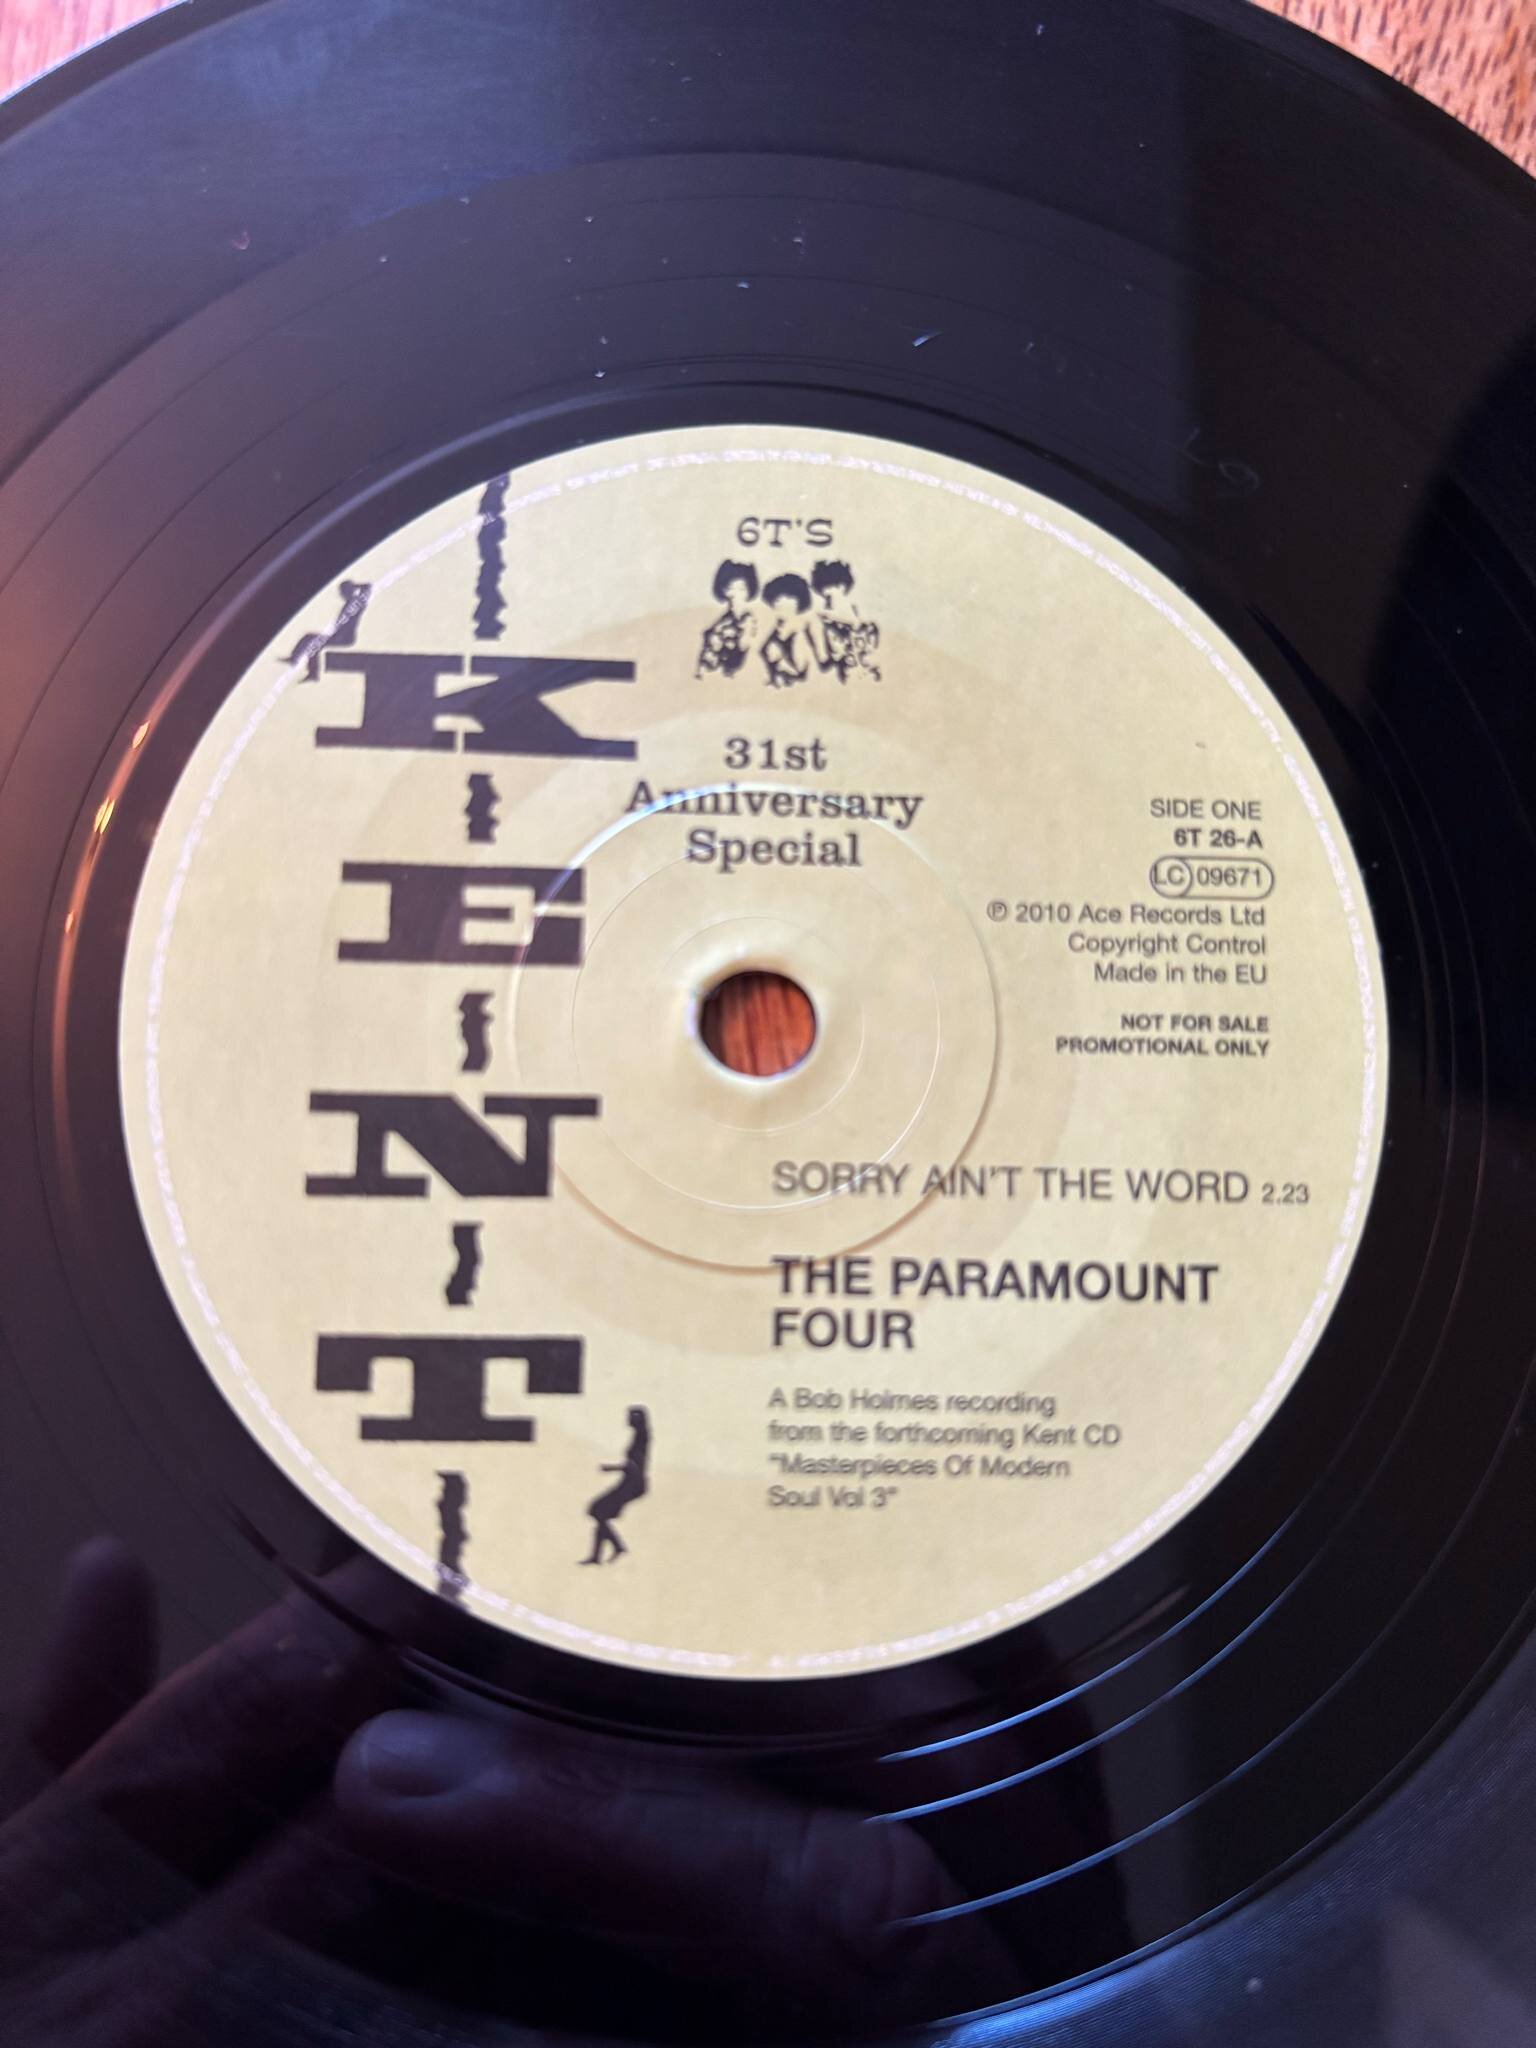 6T'S
KENT
31st
Anniversary
Special
SIDE ONE
6T 26-A
LC 09671
℗ 2010 Ace Records Ltd
Copyright Control
Made in the EU
NOT FOR SALE
PROMOTIONAL ONLY
SORRY AIN'T THE WORD 2.23
THE PARAMOUNT
FOUR
A Bob Holmes recording
from the forthcoming Kent CD
"Masterpieces Of Modern
Soul Vol 3"